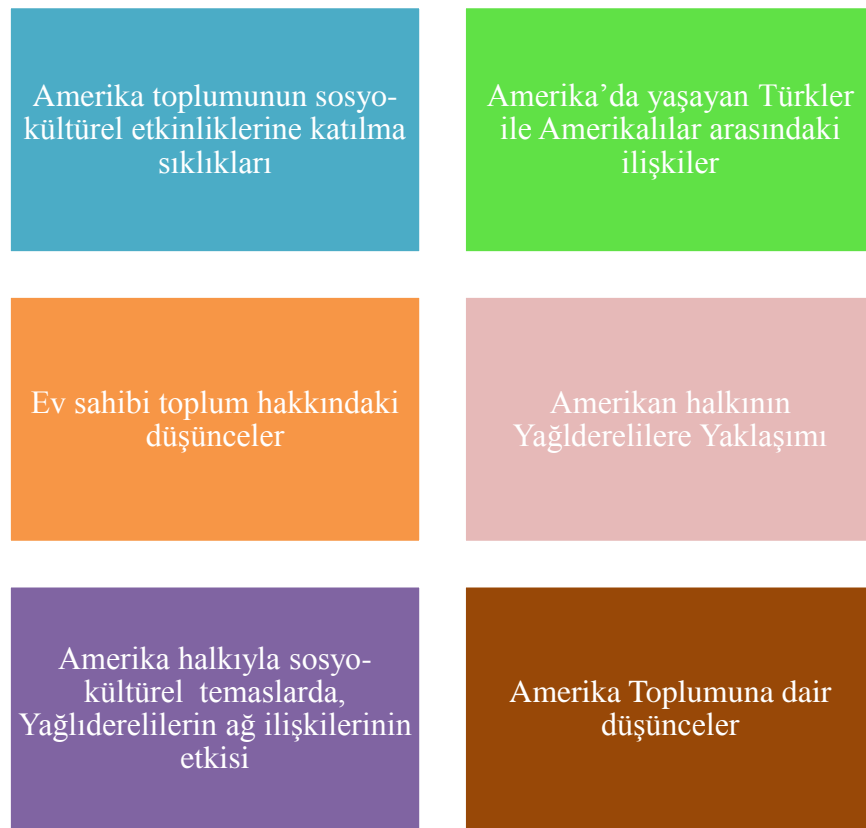 Amerika toplumunun sosyo-
kültürel etkinliklerine katılma
sıklıkları
Amerika’da yaşayan Türkler
ile Amerikalılar arasındaki
ilişkiler
Ev sahibi toplum hakkındaki
düşünceler
Amerikan halkının
Yağlderelilere Yaklaşımı
Amerika halkıyla sosyo-
kültürel temaslarda,
Yağlıderelilerin ağ ilişkilerinin
etkisi
Amerika Toplumuna dair
düşünceler